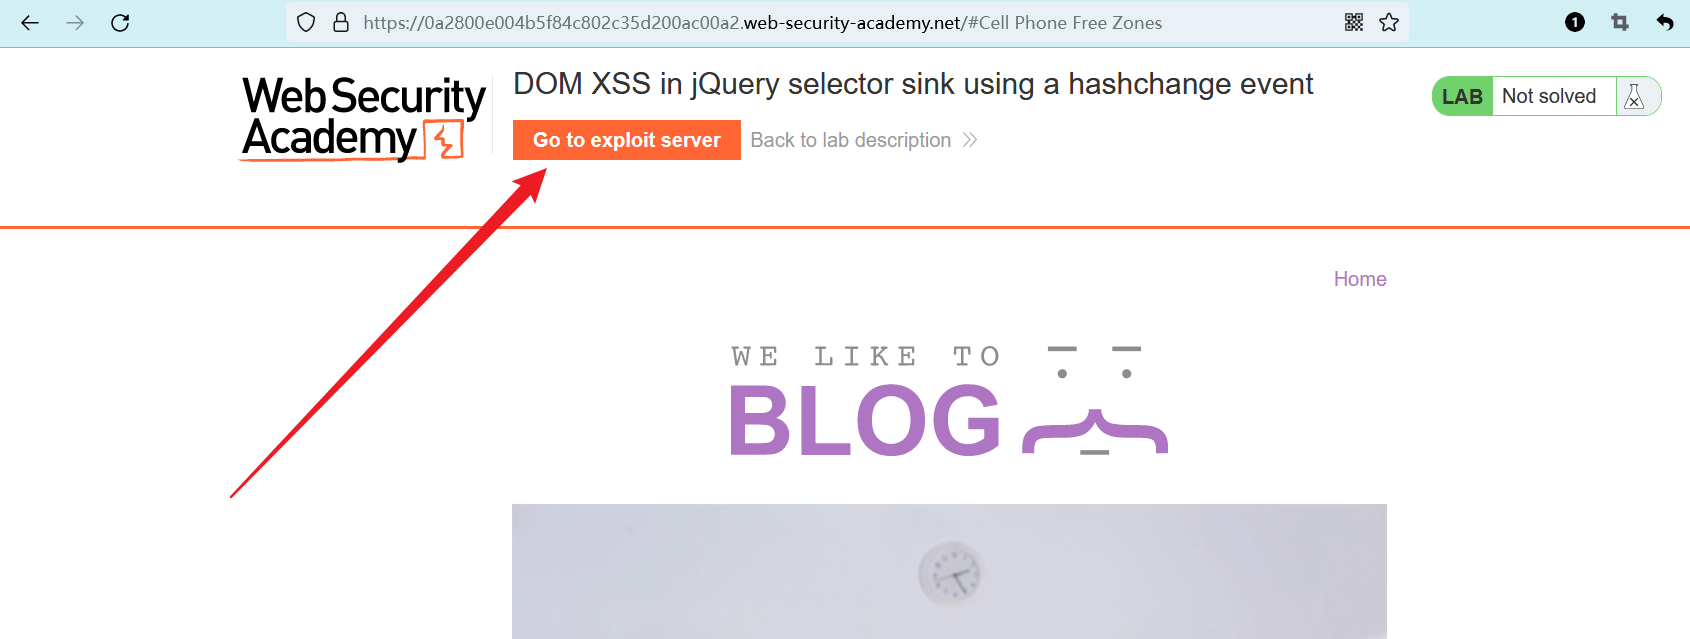 https://0a2800e004b5f84c802c35d200ac00a2.web-security-academy.net/#Cell Phone Free Zones
1
Web Security
Academy
DOM XSS in jQuery selector sink using a hashchange event
Go to exploit server
Back to lab description
LAB Not solved
Home
WE LIKE TO
BLOG